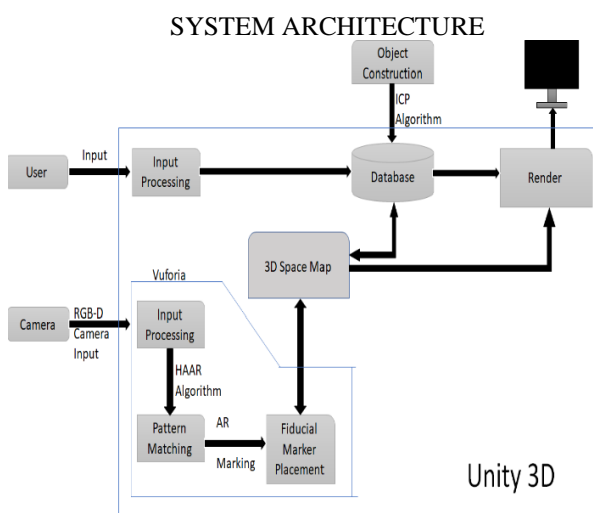 SYSTEM ARCHITECTURE
Object
Construction
ICP
Algorithm
User
Input
Input
Processing
Database
Render
3D Space Map
Vuforia
Camera
RGB-D
Camera
Input
Input
Processing
HAAR
Algorithm
Pattern
Matching
AR
Marking
Fiducial
Marker
Placement
Unity 3D